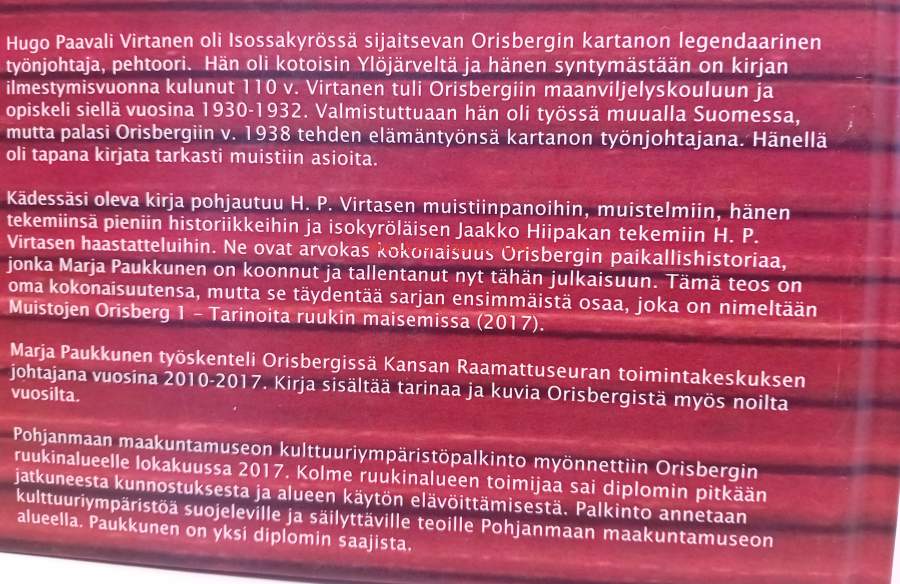 Hugo Paavali Virtanen oli Isossakyrössä sijaitsevan Orisbergin kartanon legendaarinen
työnjohtaja, pehtoori. Hän oli kotoisin Ylöjärveltä ja hänen syntymästään on kirjan
ilmestymisvuonna kulunut 110 v. Virtanen tuli Orisbergiin maanviljelyskouluun ja
opiskeli siellä vuosina 1930-1932. Valmistuttuaan hän oli työssä muualla Suomessa,
mutta palasi Orisbergiin v. 1938 tehden elämäntyönsä kartanon työnjohtajana. Hänellä
oli tapana kirjata tarkasti muistiin asioita.
Kädessäsi oleva kirja pohjautuu H. P. Virtasen muistiinpanoihin, muistelmiin, hänen
tekemiinsä pieniin historiikkeihin ja isokyröläisen Jaakko Hiipakan tekemiin H. P.
Virtasen haastatteluihin. Ne ovat arvokas kokonaisuus Orisbergin paikallishistoriaa,
jonka Marja Paukkunen on koonnut ja tallentanut nyt tähän julkaisuun. Tämä teos on
oma kokonaisuutensa, mutta se täydentää sarjan ensimmäistä osaa, joka on nimeltään
Muistojen Orisberg 1 – Tarinoita ruukin maisemissa (2017).
Marja Paukkunen työskenteli Orisbergissä Kansan Raamattuseuran toimintakeskuksen
johtajana vuosina 2010-2017. Kirja sisältää tarinaa ja kuvia Orisbergistä myös noilta
vuosilta.
Pohjanmaan maakuntamuseon kulttuuriympäristöpalkinto myönnettiin Orisbergin
ruukinalueelle lokakuussa 2017. Kolme ruukinalueen toimijaa sai diplomin pitkään
jatkuneesta kunnostuksesta ja alueen käytön elävöittämisestä. Palkinto annetaan
kulttuuriympäristöä suojeleville ja säilyttäville teoille Pohjanmaan maakuntamuseon
alueella. Paukkunen on yksi diplomin saajista.